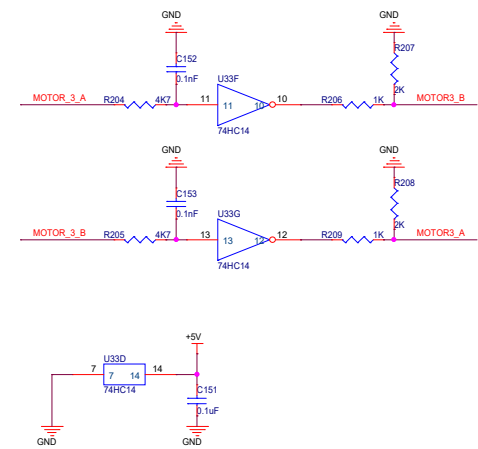 GND GND
R207
C152
0.1nF U33F
MOTOR_3_A R204 4K7 11 11 10 10 R206 1K MOTOR3_B
2K
74HC14
GND GND
R208
C153
0.1nF U33G
MOTOR_3_B R205 4K7 13 13 12 12 R209 1K MOTOR3_A
2K
74HC14
+5V
U33D
7 7 14 14
74HC14 C151
0.1uF
GND GND